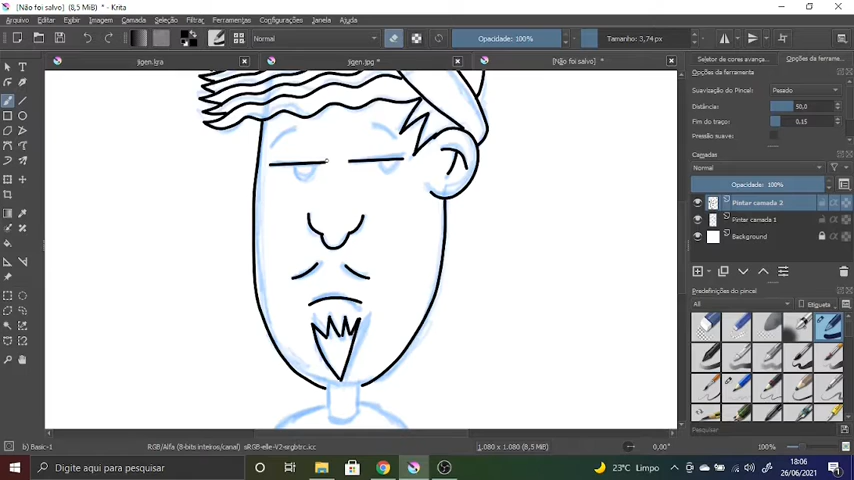 [Não foi salvo] (8,5 MiB) * - Krita
Arquivo Editar Exibir Imagem Camada Seleção Filtrar Ferramentas Configurações Janela Ajuda
Normal Opacidade: 100% Tamanho: 3,74 px
jigen.kra jigen.jpg * [Não foi salvo] *
Seletor de cores avança... Opções da ferrame...
Opções da ferramenta
Suavização do Pincel: Pesado
Distância: 50,0
Fim do traço: 0,15
Pressão suave:
Camadas
Normal
Opacidade: 100%
Pintar camada 2
Pintar camada 1
Background
Predefinições do pincel
All Etiqueta
Pesquisar
Basic-1 RGB/Alfa (8-bits inteiros/canal) sRGB-elle-V2-srgbtrc.icc 1.080 x 1.080 (8,5 MiB) 0,00° 100%
Digite aqui para pesquisar 23°C Limpo 18:06
26/06/2021